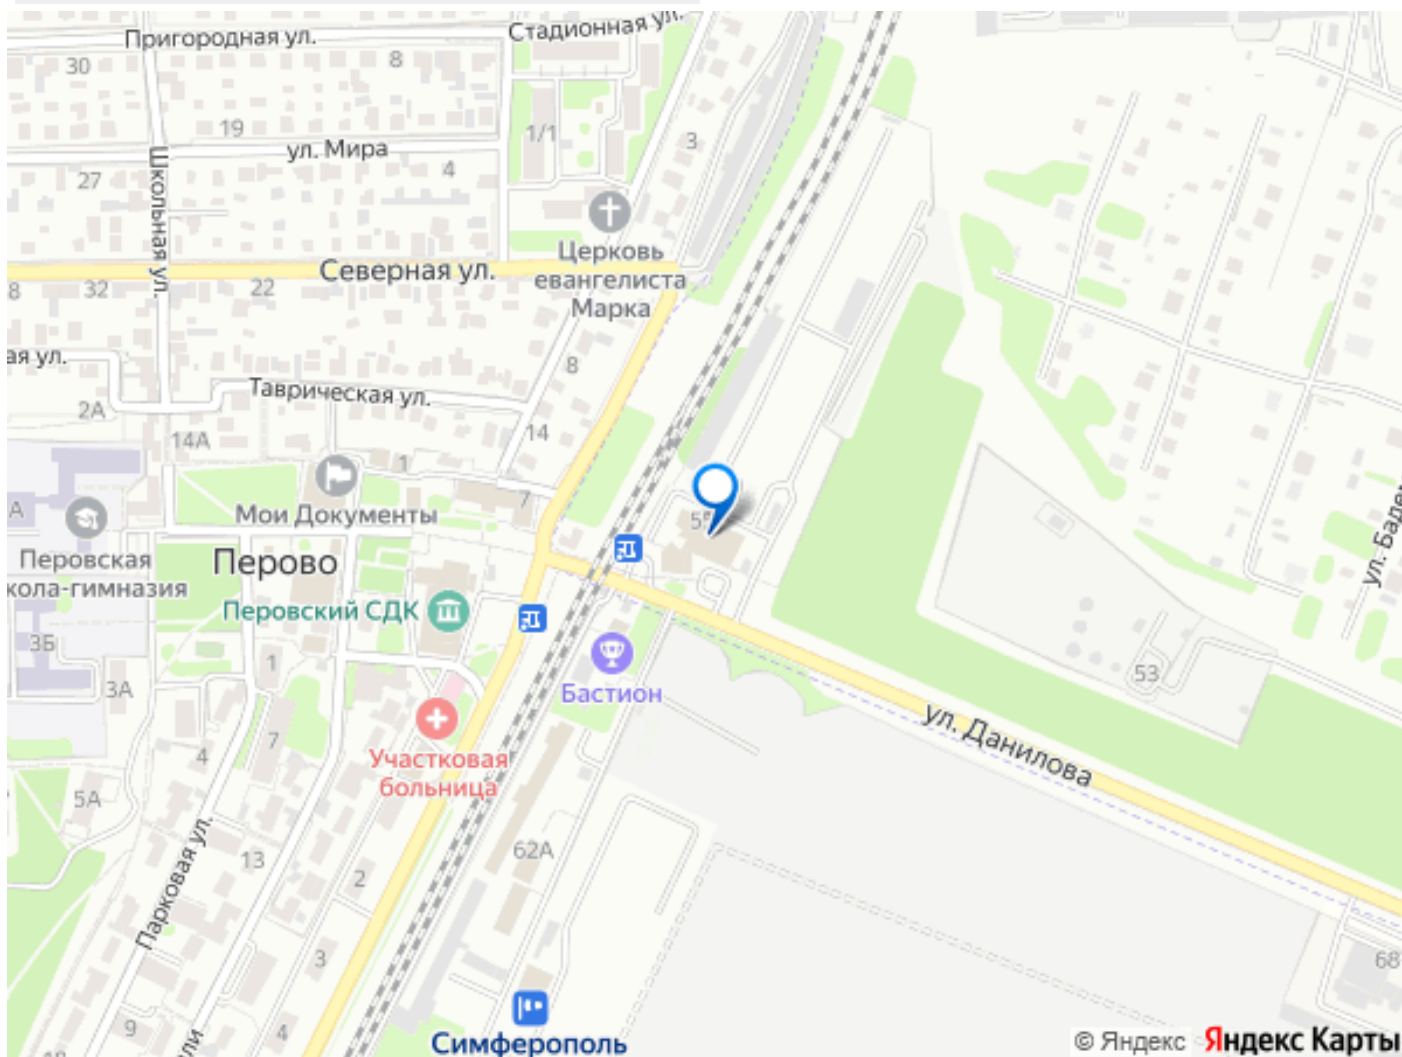 Пригородная ул.
Стадионная ул.
30
8
19
1/1
3
ул. Мира
Школьная ул.
27
4
Церковь
евангелиста
Марка
Северная ул.
8
32
22
ая ул.
Таврическая ул.
8
2А
14А
14
1
7
Мои Документы
А
Перовская
кола-гимназия
Перово
55
Перовский СДК
3Б
3А
1
Бастион
ул. Бадем
53
ул. Данилова
Участковая
больница
4
7
5А
Парковая ул.
13
2
62А
3
9
4
ли
68
Симферополь
© Яндекс Яндекс Карты